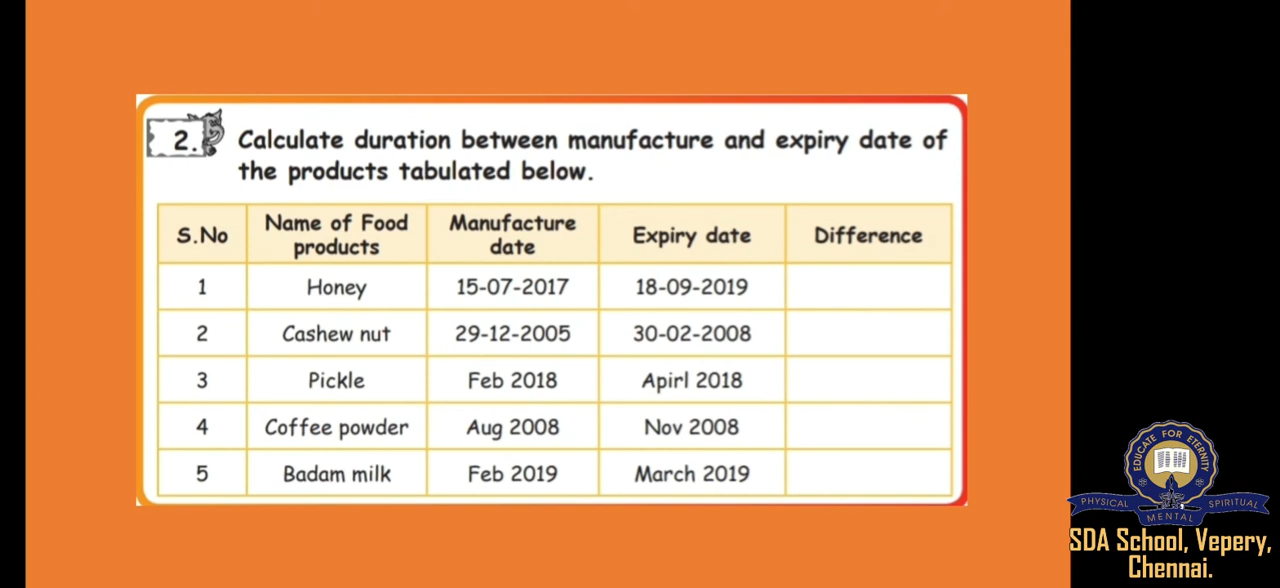 2. Calculate duration between manufacture and expiry date of
the products tabulated below.
S.No Name of Food products Manufacture date Expiry date Difference
1 Honey 15-07-2017 18-09-2019
2 Cashew nut 29-12-2005 30-02-2008
3 Pickle Feb 2018 Apirl 2018
4 Coffee powder Aug 2008 Nov 2008
5 Badam milk Feb 2019 March 2019
EDUCATE FOR ETERNITY
PHYSICAL MENTAL SPIRITUAL
SDA School, Vepery,
Chennai.